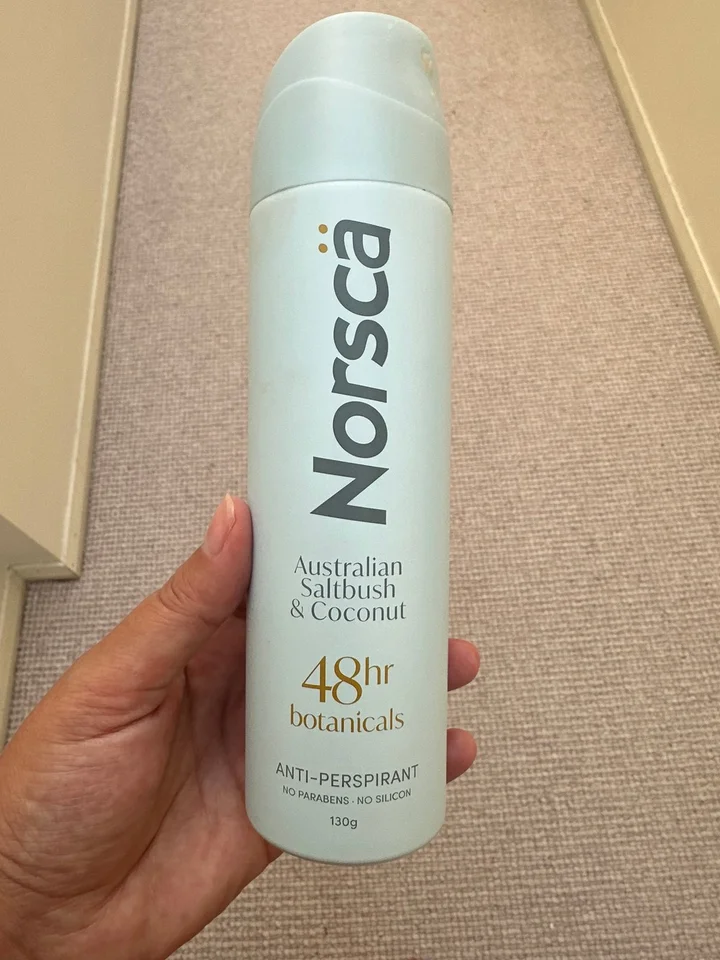 Norscä
Australian
Saltbush
& Coconut
48hr
botanicals
ANTI-PERSPIRANT
NO PARABENS · NO SILICON
130g